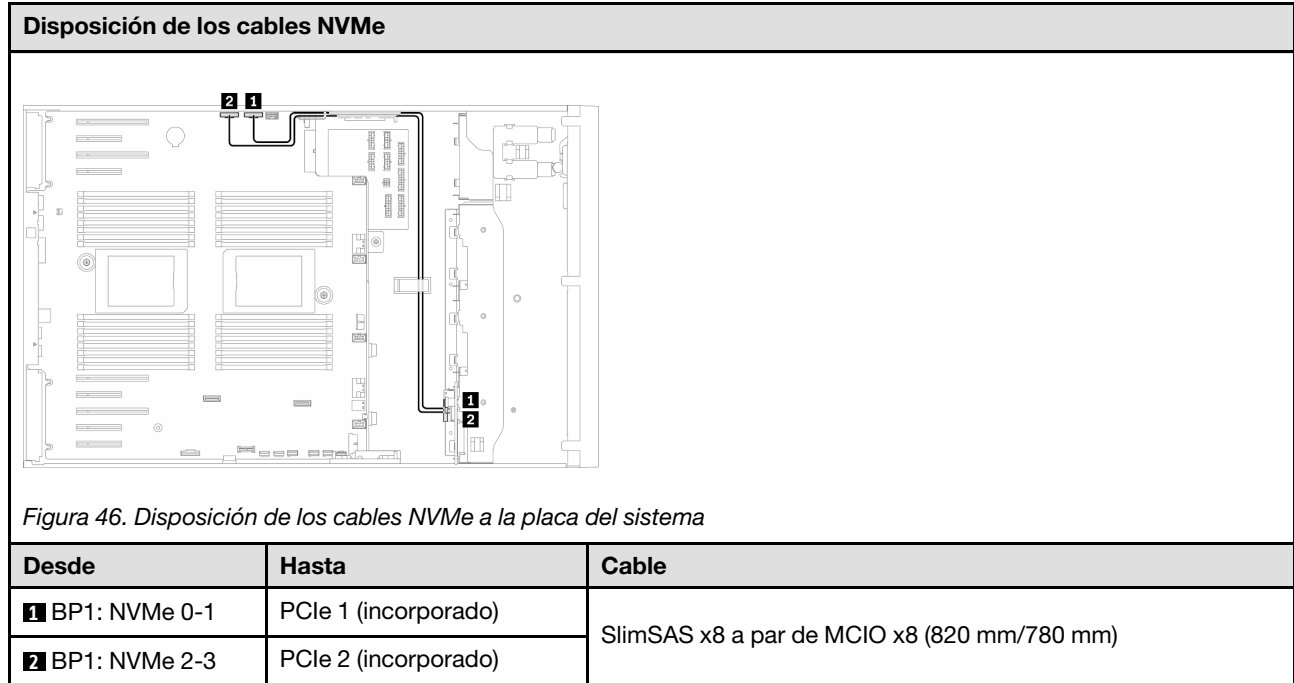 Disposición de los cables NVMe
2 1
1
2
Figura 46. Disposición de los cables NVMe a la placa del sistema
Desde Hasta Cable
1 BP1: NVMe 0-1 PCIe 1 (incorporado)
SlimSAS x8 a par de MCIO x8 (820 mm/780 mm)
2 BP1: NVMe 2-3 PCIe 2 (incorporado)